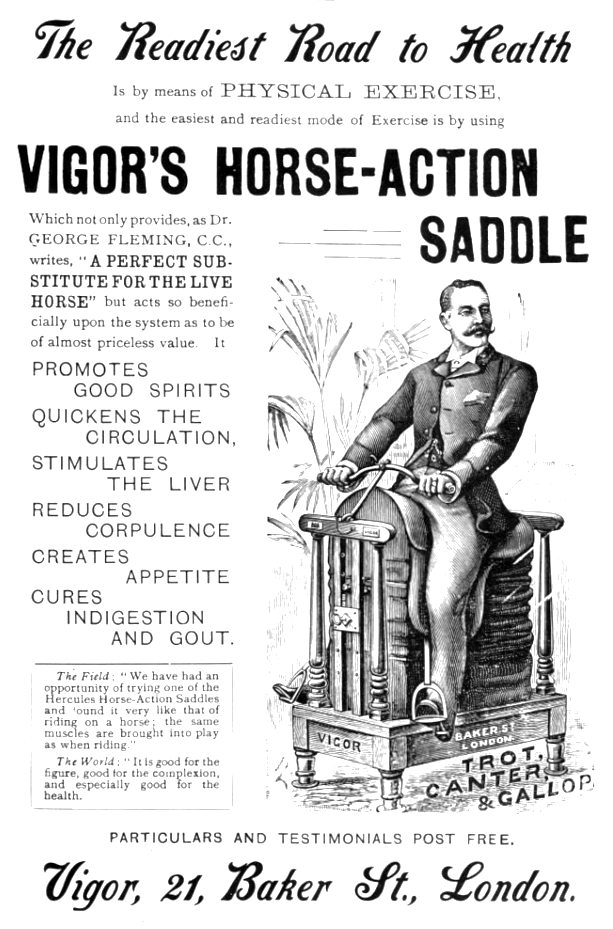 The Readiest Road to Health
Is by means of PHYSICAL EXERCISE,
and the easiest and readiest mode of Exercise is by using
VIGOR'S HORSE-ACTION
SADDLE
Which not only provides, as Dr.
GEORGE FLEMING, C.C.,
writes, "A PERFECT SUB-
STITUTE FOR THE LIVE
HORSE" but acts so benefi-
cially upon the system as to be
of almost priceless value. It
PROMOTES
GOOD SPIRITS
QUICKENS THE
CIRCULATION,
STIMULATES
THE LIVER
REDUCES
CORPULENCE
CREATES
APPETITE
CURES
INDIGESTION
AND GOUT.
The Field: "We have had an
opportunity of trying one of the
Hercules Horse-Action Saddles
and 'ound it very like that of
riding on a horse; the same
muscles are brought into play
as when riding."
The World: "It is good for the
figure, good for the complexion,
and especially good for the
health.
VIGOR
BAKER ST
LONDON.
TROT,
CANTER,
& GALLOP.
PARTICULARS AND TESTIMONIALS POST FREE.
Vigor, 21, Baker St., London.